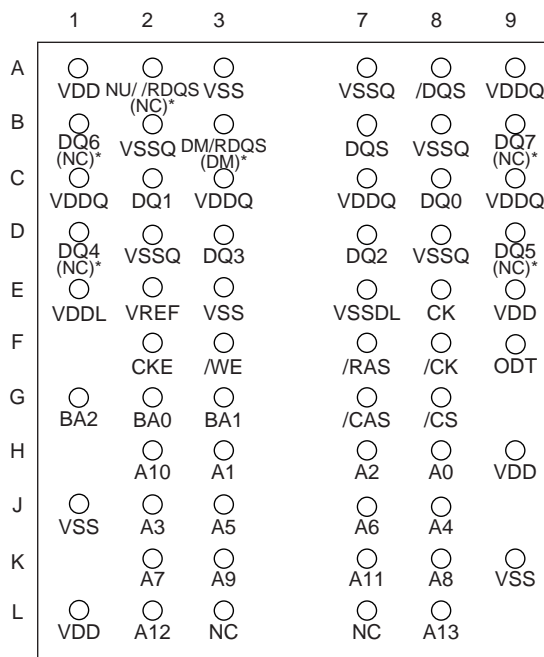 1 2 3 7 8 9
A
VDD NU/ /RDQS (NC)* VSS VSSQ /DQS VDDQ
B
DQ6 (NC)* VSSQ DM/RDQS (DM)* DQS VSSQ DQ7 (NC)*
C
VDDQ DQ1 VDDQ VDDQ DQ0 VDDQ
D
DQ4 (NC)* VSSQ DQ3 DQ2 VSSQ DQ5 (NC)*
E
VDDL VREF VSS VSSDL CK VDD
F
CKE /WE /RAS /CK ODT
G
BA2 BA0 BA1 /CAS /CS
H
A10 A1 A2 A0 VDD
J
VSS A3 A5 A6 A4
K
A7 A9 A11 A8 VSS
L
VDD A12 NC NC A13